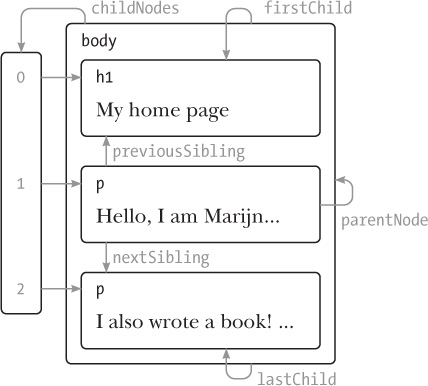 childNodes
firstChild
body
0
h1
My home page
previousSibling
1
p
Hello, I am Marijn...
parentNode
nextSibling
2
p
I also wrote a book! ...
lastChild